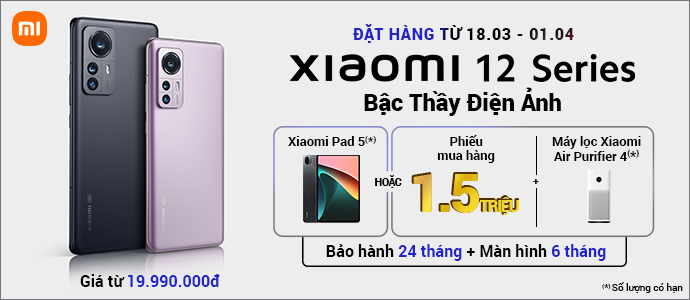 mi
ĐẶT HÀNG TỪ 18.03 - 01.04
XIAOMI 12 Series
Bậc Thầy Điện Ảnh
Xiaomi Pad 5(*)
HOẶC
Phiếu
mua hàng
1.5 TRIỆU
+
Máy lọc Xiaomi
Air Purifier 4(*)
Bảo hành 24 tháng + Màn hình 6 tháng
Giá từ 19.990.000đ
(*) Số lượng có hạn